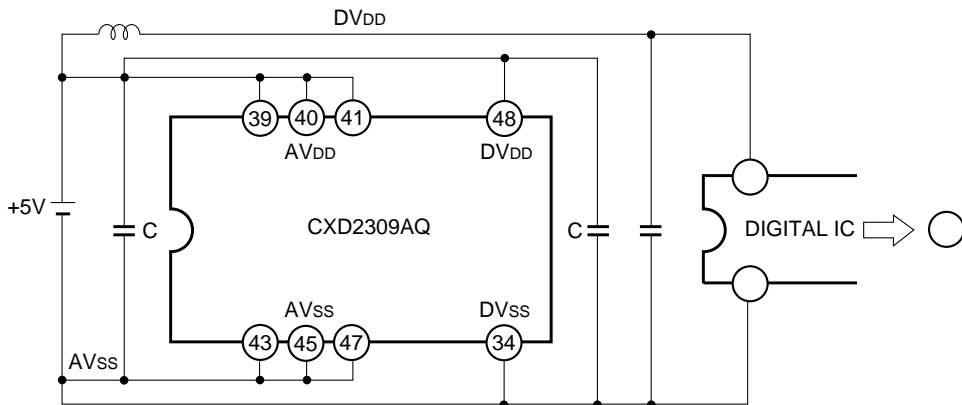 DVDD
39 40 41 48
AVDD DVDD
+5V C CXD2309AQ C DIGITAL IC
AVSS DVSS
43 45 47 34
AVSS